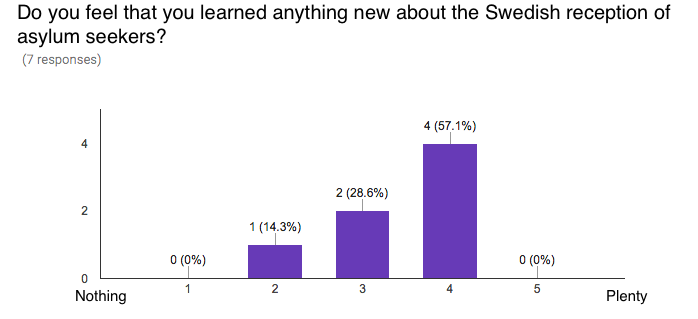 Do you feel that you learned anything new about the Swedish reception of
asylum seekers?
(7 responses)
4 (57.1%)
4
2 (28.6%)
2
1 (14.3%)
0 (0%)
0 (0%)
0
1
2
3
4
5
Nothing
Plenty